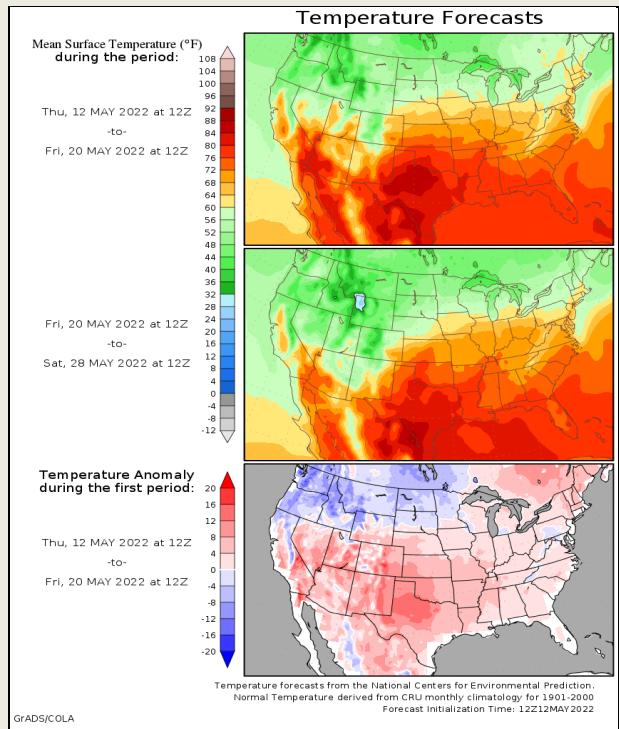 Temperature Forecasts
Mean Surface Temperature (°F)
during the period:
Thu, 12 MAY 2022 at 12Z
-to-
Fri, 20 MAY 2022 at 12Z
108
104
100
96
92
88
84
80
76
72
68
64
60
56
52
48
44
40
36
32
28
24
20
16
12
8
4
0
-4
-8
-12
Fri, 20 MAY 2022 at 12Z
-to-
Sat, 28 MAY 2022 at 12Z
Temperature Anomaly
during the first period:
Thu, 12 MAY 2022 at 12Z
-to-
Fri, 20 MAY 2022 at 12Z
20
16
12
8
4
0
-4
-8
-12
-16
-20
Temperature forecasts from the National Centers for Environmental Prediction.
Normal Temperature derived from CRU monthly climatology for 1901-2000
Forecast Initialization Time: 12Z12MAY2022
GrADS/COLA